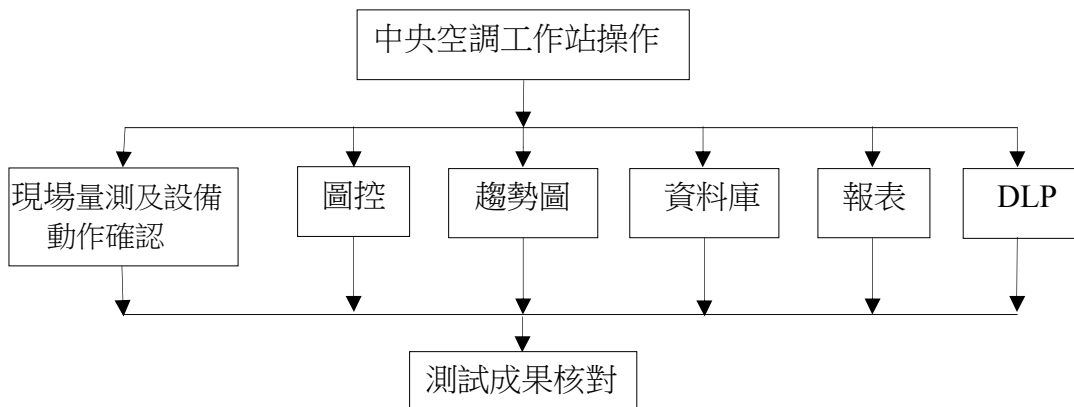 中央空調工作站操作
現場量測及設備
動作確認
圖控
趨勢圖
資料庫
報表
DLP
測試成果核對